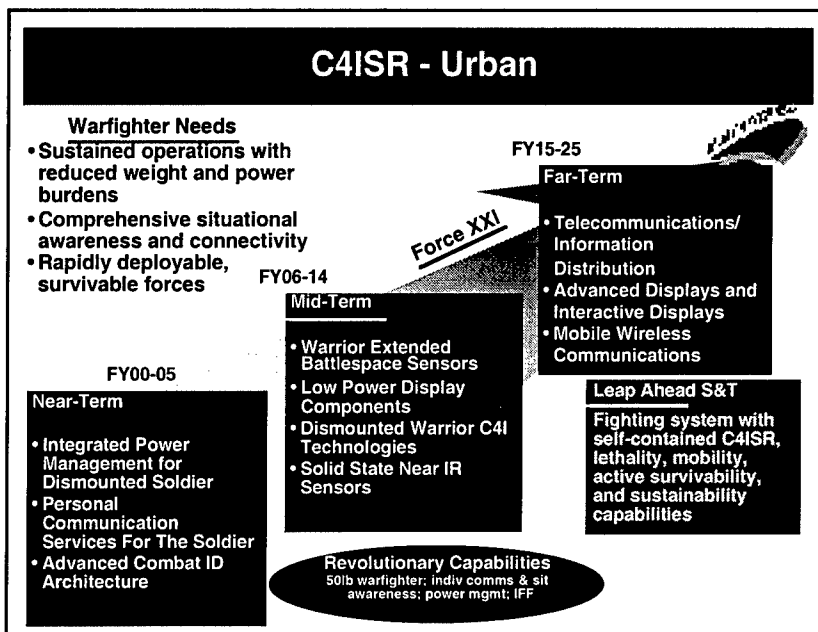 C4ISR - Urban
Warfighter Needs
• Sustained operations with
reduced weight and power
burdens
• Comprehensive situational
awareness and connectivity
• Rapidly deployable,
survivable forces
FY00-05
Near-Term
• Integrated Power
Management for
Dismounted Soldier
• Personal
Communication
Services For The Soldier
• Advanced Combat ID
Architecture
FY06-14
Mid-Term
• Warrior Extended
Battlespace Sensors
• Low Power Display
Components
• Dismounted Warrior C4I
Technologies
• Solid State Near IR
Sensors
Force XXI
FY15-25
Far-Term
• Telecommunications/
Information
Distribution
• Advanced Displays and
Interactive Displays
• Mobile Wireless
Communications
Leap Ahead S&T
Fighting system with
self-contained C4ISR,
lethality, mobility,
active survivability,
and sustainability
capabilities
Revolutionary Capabilities
50lb warfighter; indiv comms & sit
awareness; power mgmt; IFF